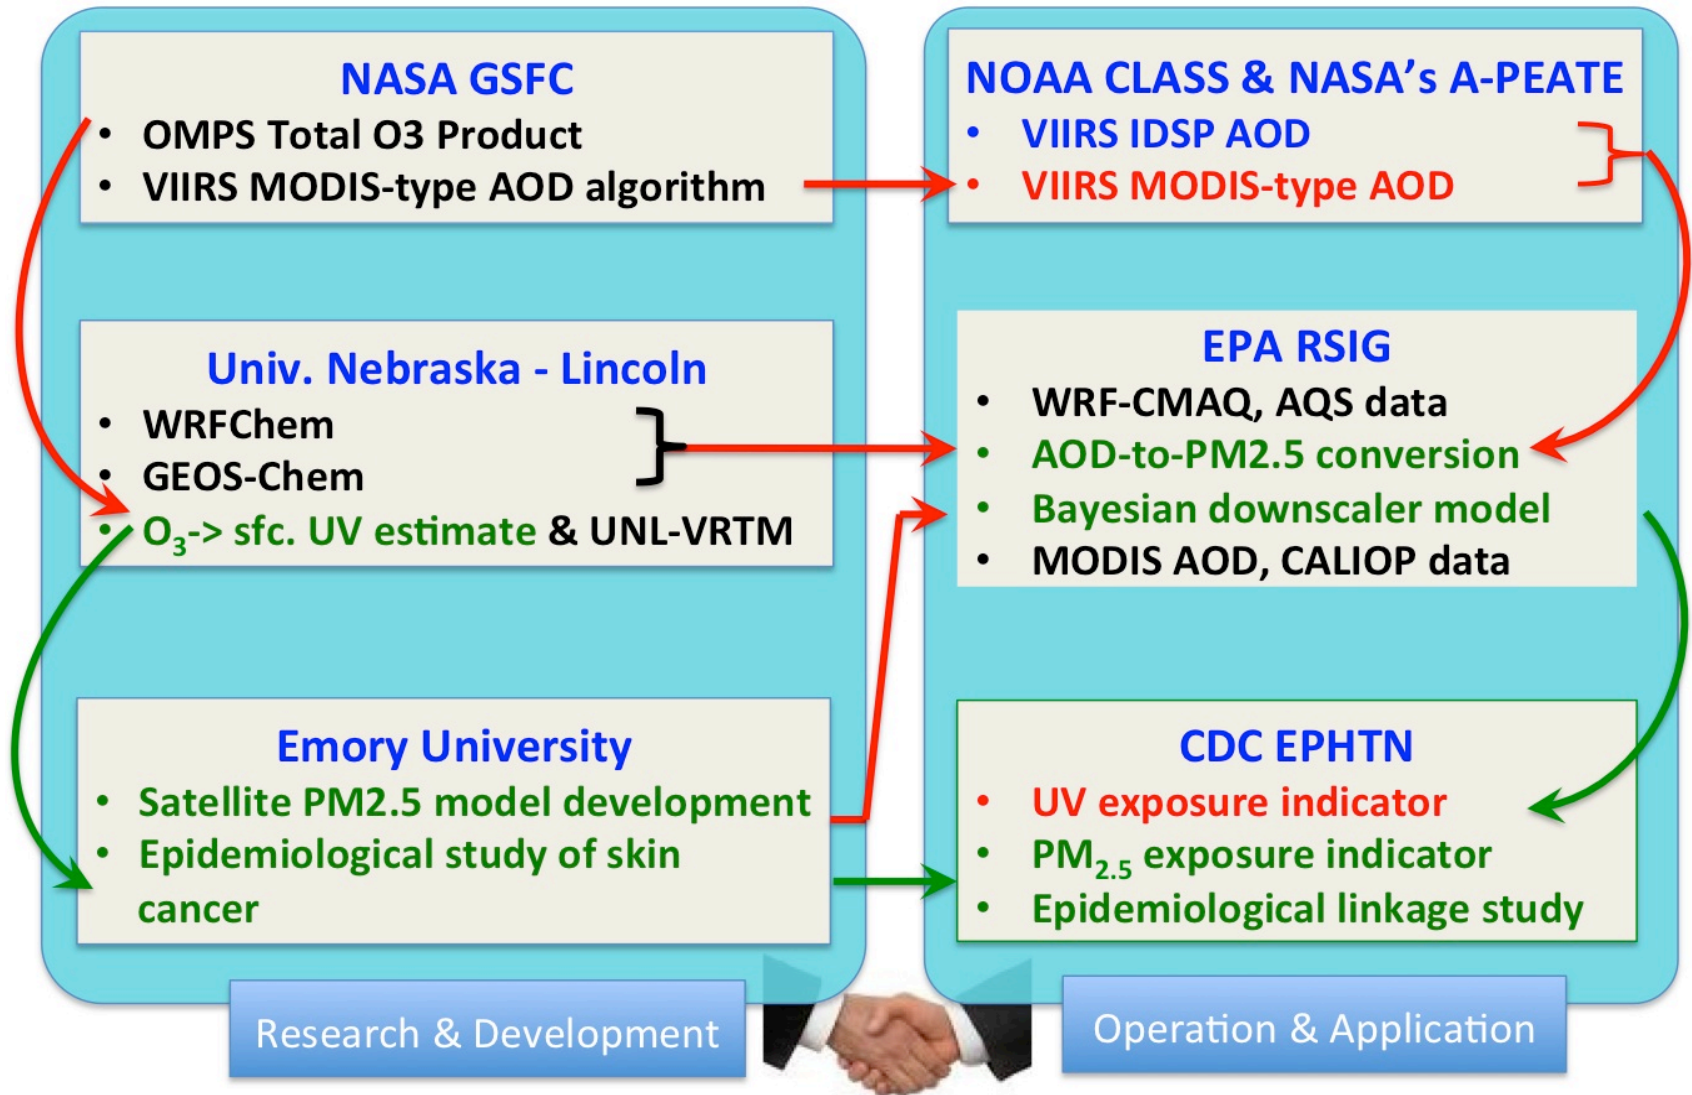 NASA GSFC
• OMPS Total O3 Product
• VIIRS MODIS-type AOD algorithm
Univ. Nebraska - Lincoln
• WRFChem
• GEOS-Chem
• O3-> sfc. UV estimate & UNL-VRTM
Emory University
• Satellite PM2.5 model development
• Epidemiological study of skin
cancer
Research & Development
NOAA CLASS & NASA's A-PEATE
• VIIRS IDSP AOD
• VIIRS MODIS-type AOD
EPA RSIG
• WRF-CMAQ, AQS data
• AOD-to-PM2.5 conversion
• Bayesian downscaler model
• MODIS AOD, CALIOP data
CDC EPHTN
• UV exposure indicator
• PM2.5 exposure indicator
• Epidemiological linkage study
Operation & Application